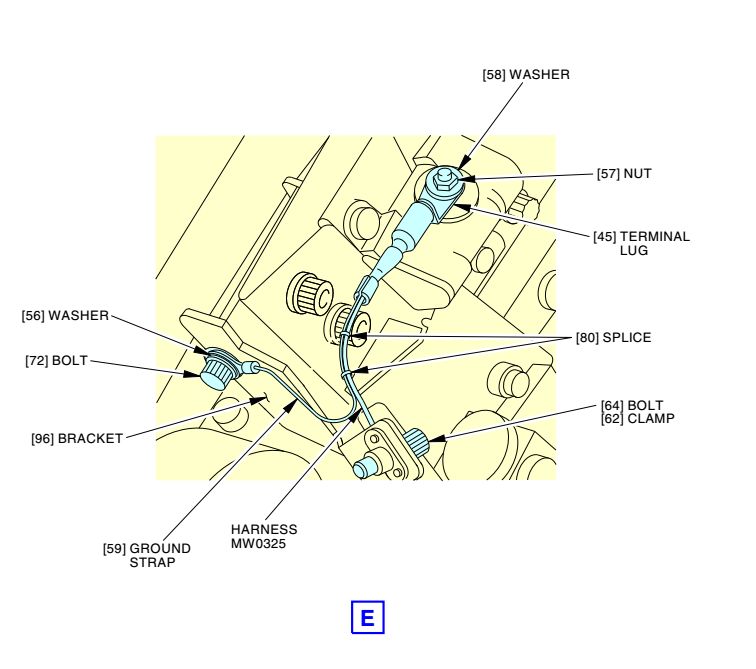 [58] WASHER
[57] NUT
[45] TERMINAL
LUG
[56] WASHER
[80] SPLICE
[72] BOLT
[64] BOLT
[62] CLAMP
[96] BRACKET
HARNESS
MW0325
[59] GROUND
STRAP
E